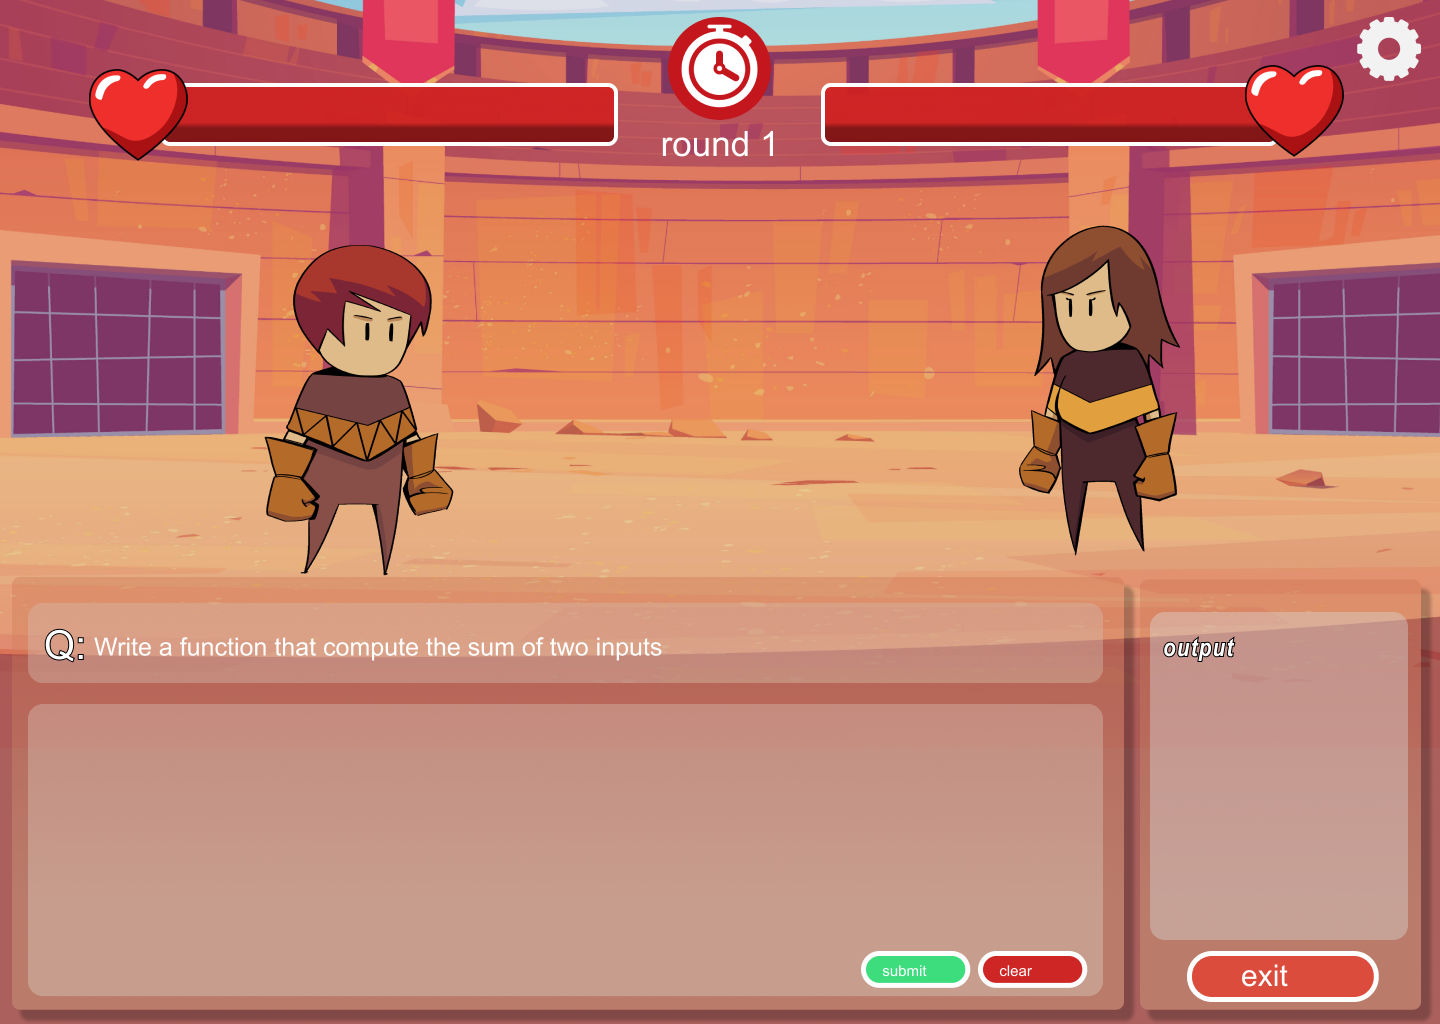 round 1
Q: Write a function that compute the sum of two inputs
output
submit
clear
exit